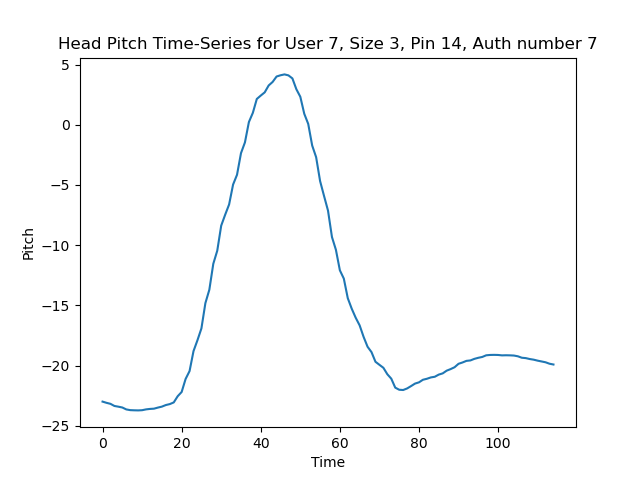 Head Pitch Time-Series for User 7, Size 3, Pin 14, Auth number 7
5
0
−5
−10
−15
−20
−25
Pitch
0 20 40 60 80 100
Time